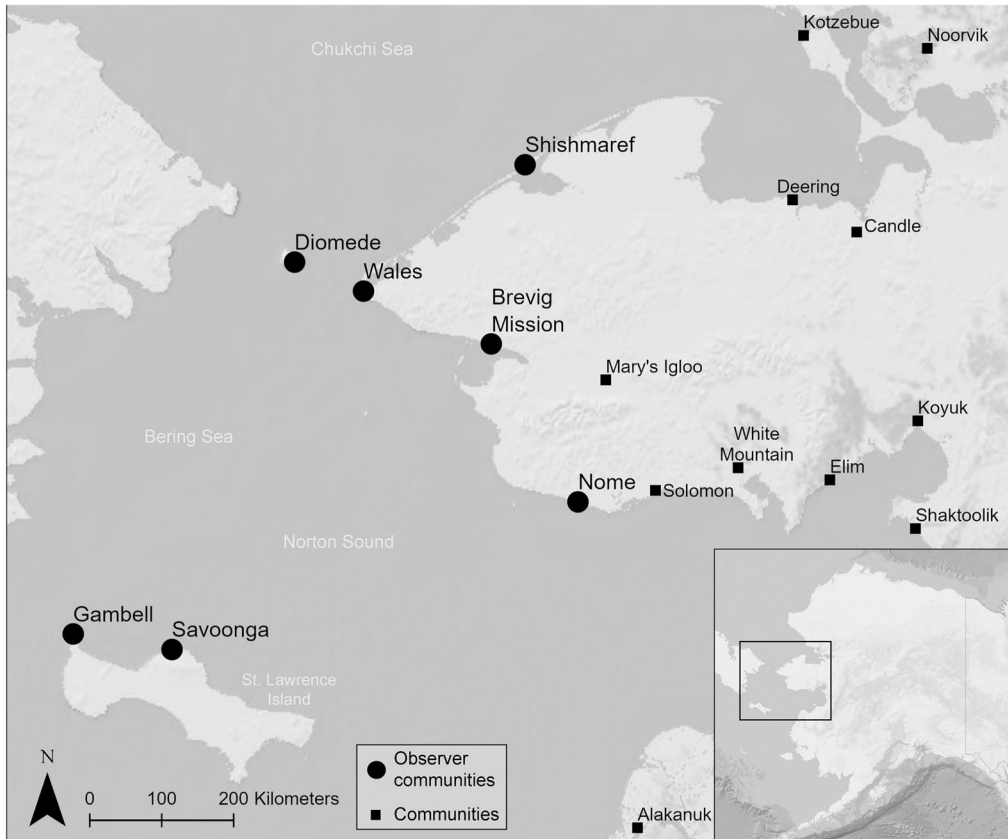 Kotzebue
Noorvik
Chukchi Sea
Shishmaref
Deering
Candle
Diomede
Wales
Brevig
Mission
Mary's Igloo
Koyuk
Bering Sea
White
Mountain
Elim
Nome
Solomon
Shaktoolik
Norton Sound
Gambell
Savoonga
St. Lawrence
Island
N
0 100 200 Kilometers
Observer
communities
Communities
Alakanuk